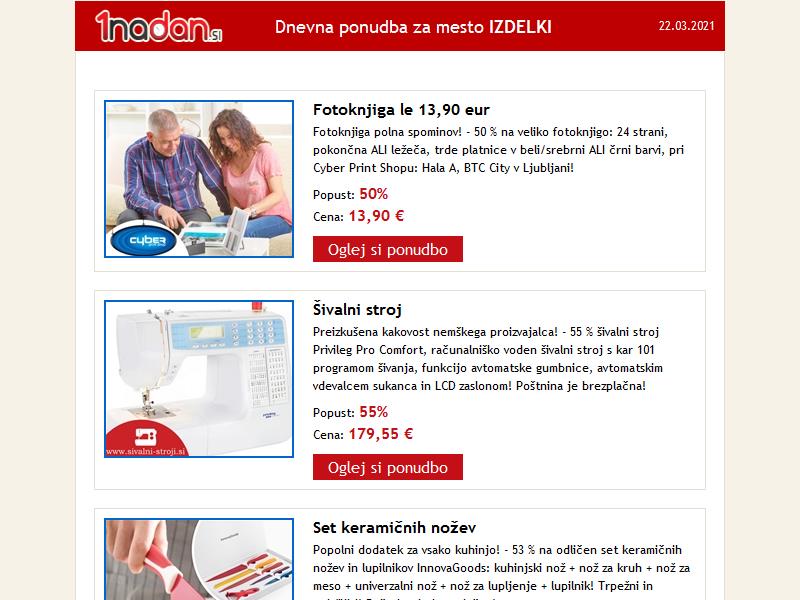 1nadan.si
Dnevna ponudba za mesto IZDELKI
22.03.2021
Fotoknjiga le 13,90 eur
Fotoknjiga polna spominov! - 50 % na veliko fotoknjigo: 24 strani,
pokončna ALI ležeča, trde platnice v beli/srebrni ALI črni barvi, pri
Cyber Print Shopu: Hala A, BTC City v Ljubljani!
Popust: 50%
Cena: 13,90 €
Oglej si ponudbo
cyber
Šivalni stroj
Preizkušena kakovost nemškega proizvajalca! - 55 % šivalni stroj
Privileg Pro Comfort, računalniško voden šivalni stroj s kar 101
programom šivanja, funkcijo avtomatske gumbnice, avtomatskim
vdevalcem sukanca in LCD zaslonom! Poštnina je brezplačna!
Popust: 55%
Cena: 179,55 €
Oglej si ponudbo
www.sivalni-stroji.si
Set keramičnih nožev
Popolni dodatek za vsako kuhinjo! - 53 % na odličen set keramičnih
nožev in lupilnikov InnovaGoods: kuhinjski nož + nož za kruh + nož za
meso + univerzalni nož + nož za lupljenje + lupilnik! Trpežni in